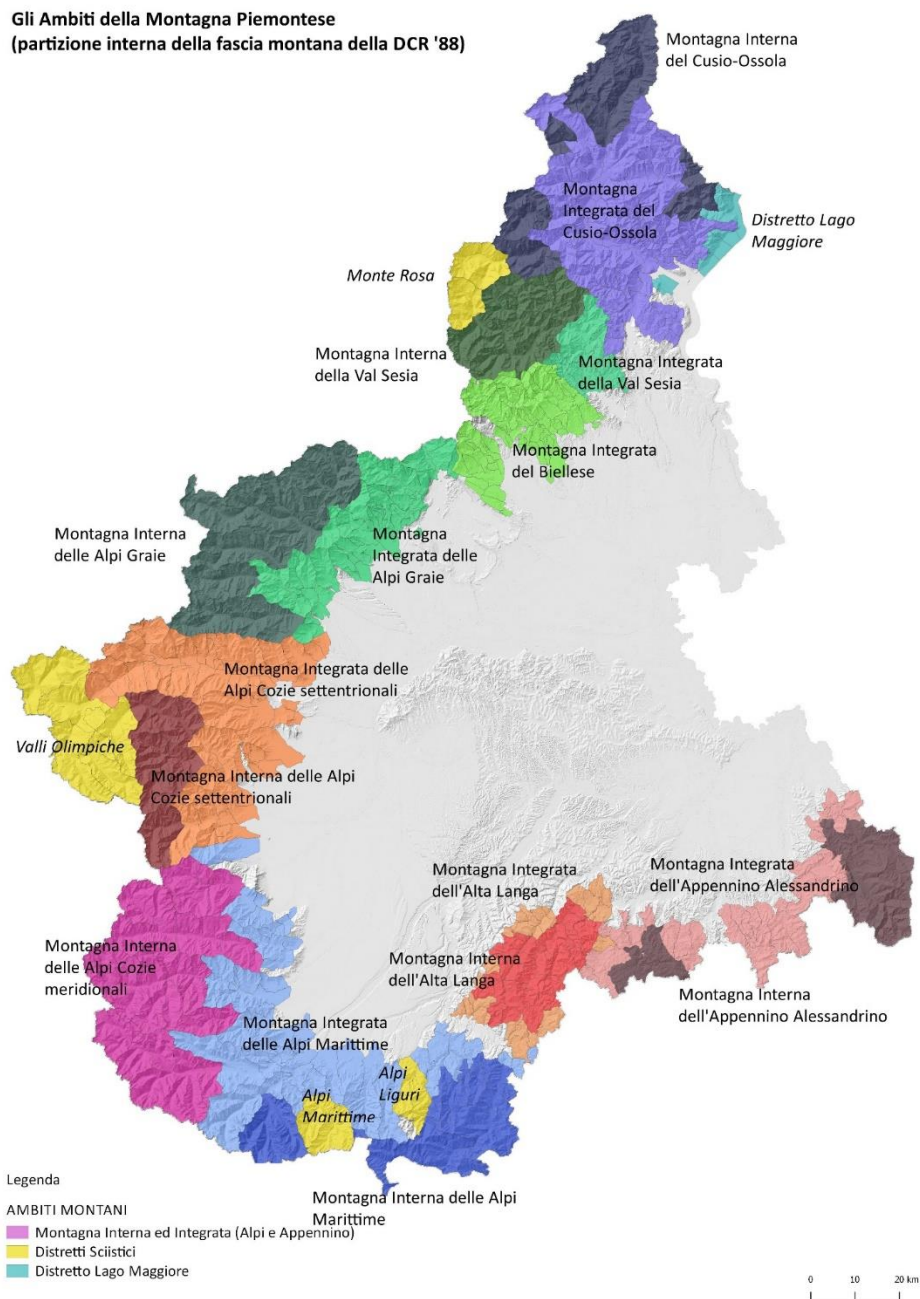 Gli Ambiti della Montagna Piemontese
(partizione interna della fascia montana della DCR '88)
Montagna Interna
del Cusio-Ossola
Montagna
Integrata del
Cusio-Ossola
Distretto Lago
Maggiore
Monte Rosa
Montagna Interna
della Val Sesia
Montagna Integrata
della Val Sesia
Montagna Integrata
del Biellese
Montagna Interna
delle Alpi Graie
Montagna
Integrata delle
Alpi Graie
Montagna Integrata delle
Alpi Cozie settentrionali
Valli Olimpiche
Montagna Interna delle Alpi
Cozie settentrionali
Montagna Integrata
dell'Alta Langa
Montagna Integrata
dell'Appennino Alessandrino
Montagna Interna
delle Alpi Cozie
meridionali
Montagna Interna
dell'Alta Langa
Montagna Interna
dell'Appennino Alessandrino
Montagna Integrata
delle Alpi Marittime
Alpi
Liguri
Alpi
Marittime
Montagna Interna delle Alpi
Marittime
Legenda
AMBITI MONTANI
Montagna Interna ed Integrata (Alpi e Appennino)
Distretti Sciistici
Distretto Lago Maggiore
0 10 20 km